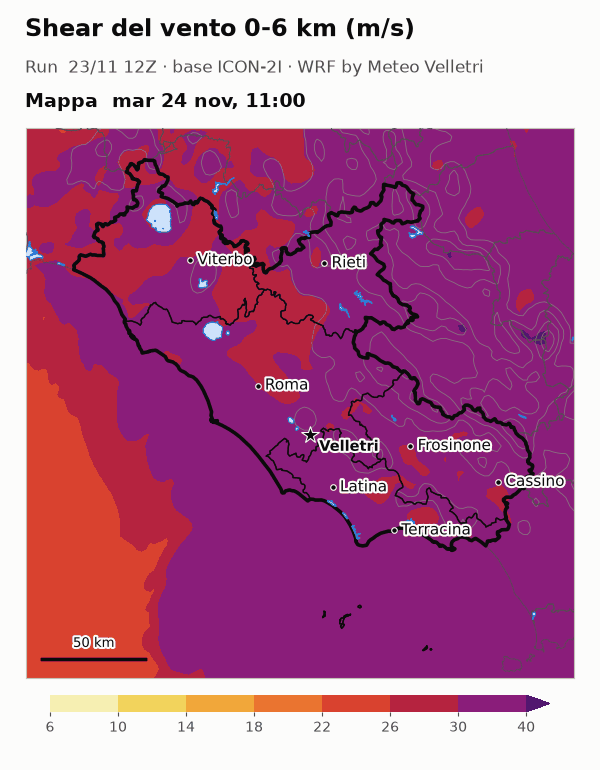 Shear del vento 0-6 km (m/s)
Run  23/11 12Z · base ICON-2I · WRF by Meteo Velletri
Mappa  mar 24 nov, 11:00
Viterbo
Rieti
Roma
Velletri
Frosinone
Latina
Cassino
Terracina
50 km
6 10 14 18 22 26 30 40